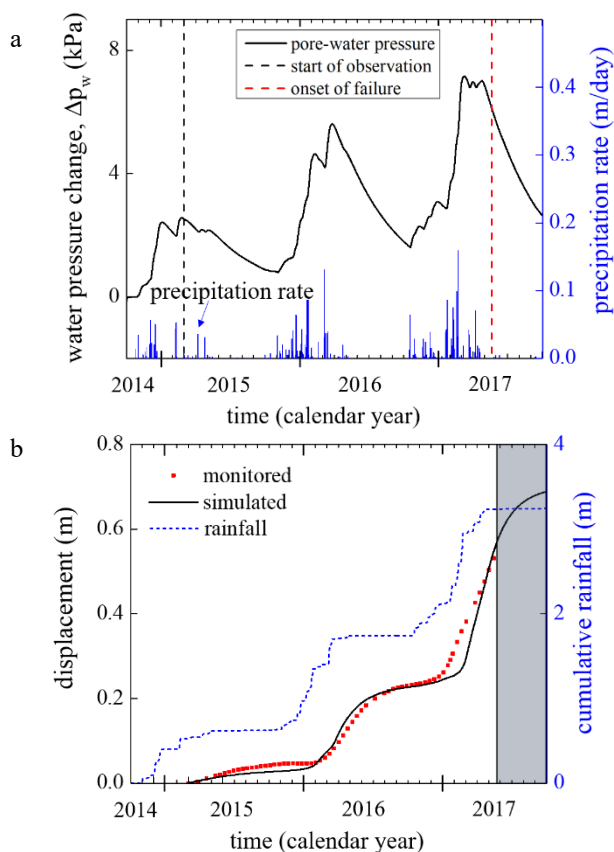 a
8
4
0
water pressure change, Δp_w (kPa)
pore-water pressure
start of observation
onset of failure
precipitation rate
0.4
0.3
0.2
0.1
0.0
precipitation rate (m/day)
2014 2015 2016 2017
time (calendar year)
b
0.8
0.6
0.4
0.2
0.0
displacement (m)
monitored
simulated
rainfall
4
2
0
cumulative rainfall (m)
2014 2015 2016 2017
time (calendar year)